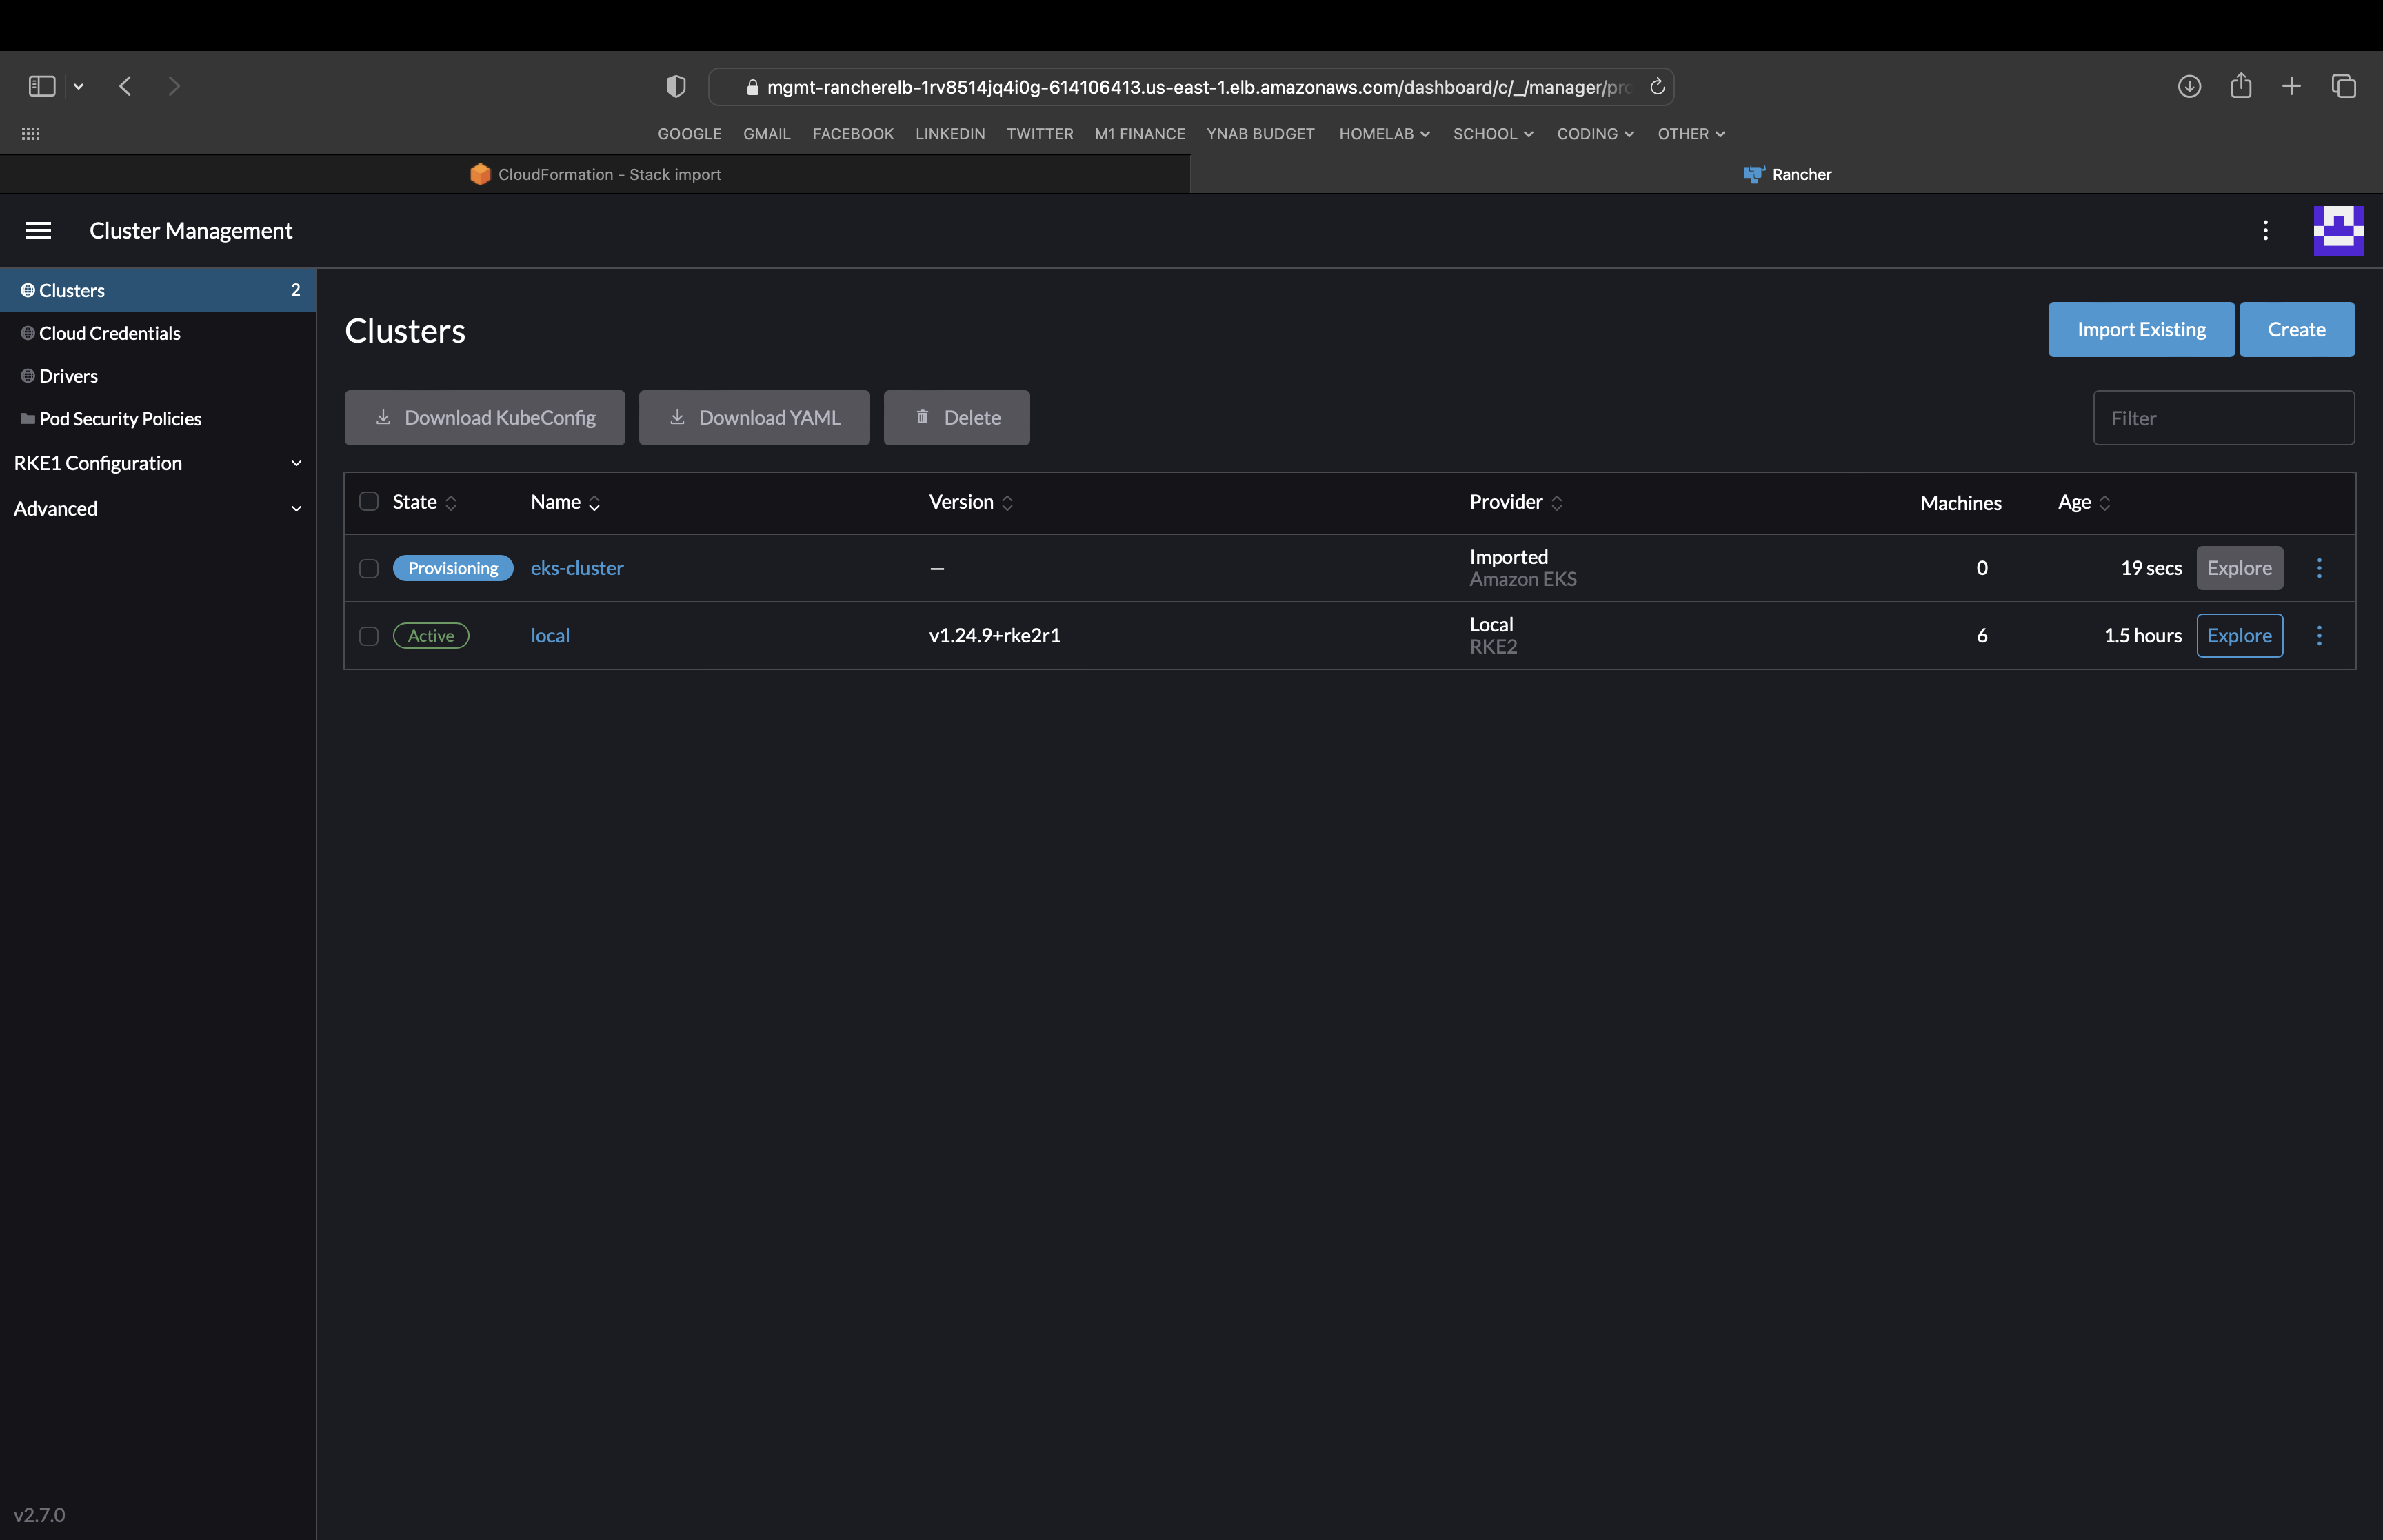 mgmt-rancherelb-1rv8514jq4i0g-614106413.us-east-1.elb.amazonaws.com/dashboard/c/_/manager/pro
GOOGLE GMAIL FACEBOOK LINKEDIN TWITTER M1 FINANCE YNAB BUDGET HOMELAB SCHOOL CODING OTHER
CloudFormation - Stack import Rancher
Cluster Management
Clusters 2
Cloud Credentials
Drivers
Pod Security Policies
RKE1 Configuration
Advanced
Clusters
Import Existing Create
Download KubeConfig Download YAML Delete Filter
State Name Version Provider Machines Age
Provisioning eks-cluster — Imported 0 19 secs Explore
Amazon EKS
Active local v1.24.9+rke2r1 Local 6 1.5 hours Explore
RKE2
v2.7.0